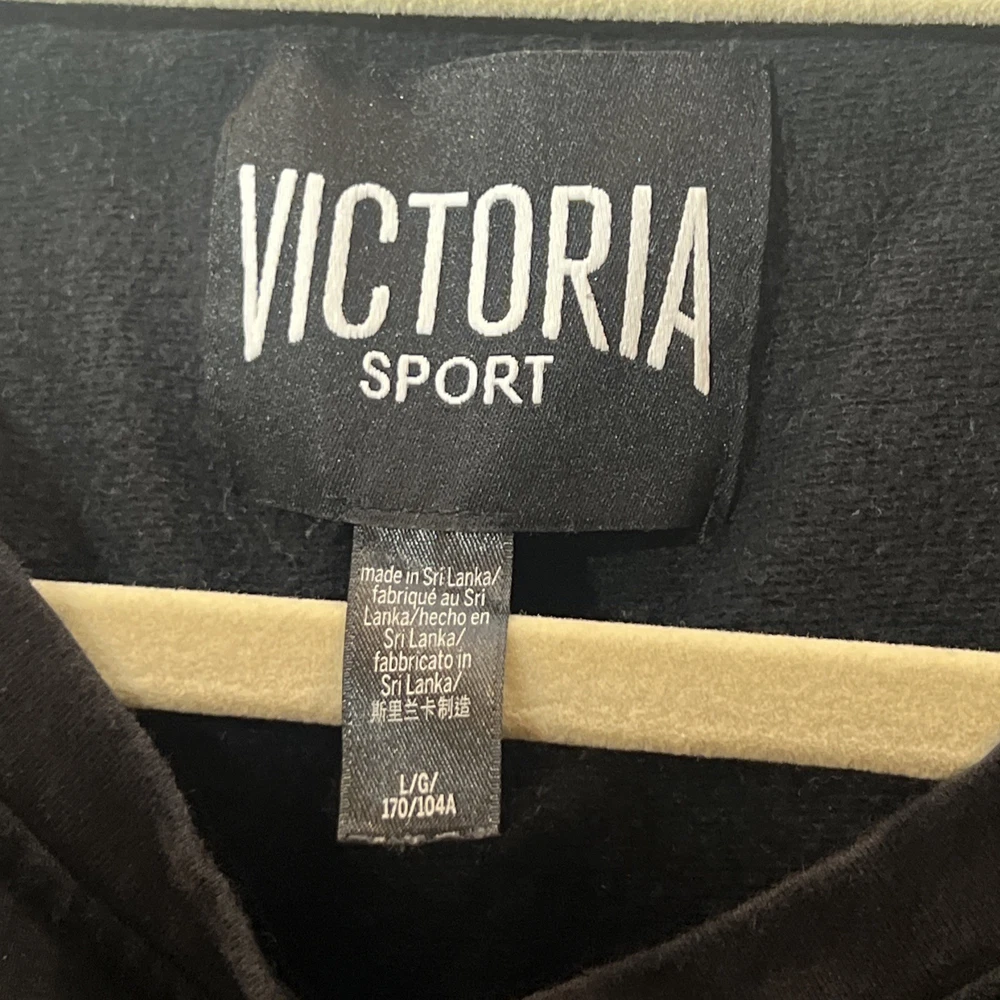 VICTORIA
SPORT
made in Sri Lanka/
fabriqué au Sri
Lanka/hecho en
Sri Lanka/
fabbricato in
Sri Lanka/
斯里兰卡制造
L/G/
170/104A